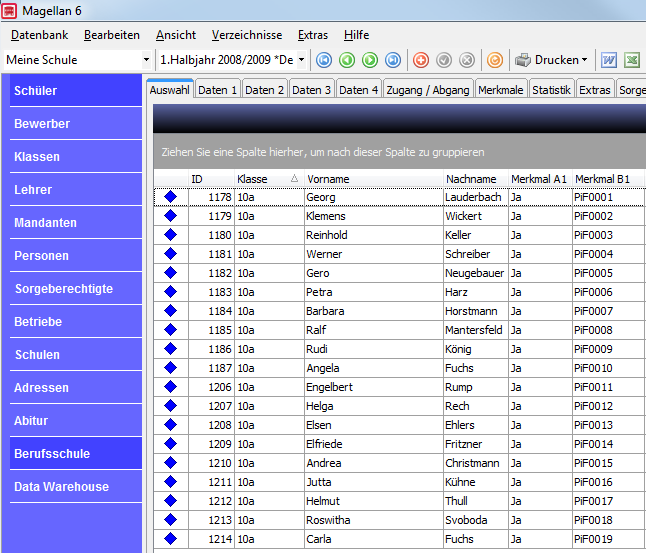 Magellan 6
Datenbank Bearbeiten Ansicht Verzeichnisse Extras Hilfe
Meine Schule 1.Halbjahr 2008/2009 *De Drucken
Schüler
Bewerber
Klassen
Lehrer
Mandanten
Personen
Sorgeberechtigte
Betriebe
Schulen
Adressen
Abitur
Berufsschule
Data Warehouse
Auswahl Daten 1 Daten 2 Daten 3 Daten 4 Zugang / Abgang Merkmale Statistik Extras Sorge
Ziehen Sie eine Spalte hierher, um nach dieser Spalte zu gruppieren
ID Klasse Vorname Nachname Merkmal A1 Merkmal B1
1178 10a Georg Lauderbach Ja PiF0001
1179 10a Klemens Wickert Ja PiF0002
1180 10a Reinhold Keller Ja PiF0003
1181 10a Werner Schreiber Ja PiF0004
1182 10a Gero Neugebauer Ja PiF0005
1183 10a Petra Harz Ja PiF0006
1184 10a Barbara Horstmann Ja PiF0007
1185 10a Ralf Mantersfeld Ja PiF0008
1186 10a Rudi König Ja PiF0009
1187 10a Angela Fuchs Ja PiF0010
1206 10a Engelbert Rump Ja PiF0011
1207 10a Helga Rech Ja PiF0012
1208 10a Elsen Ehlers Ja PiF0013
1209 10a Elfriede Fritzner Ja PiF0014
1210 10a Andrea Christmann Ja PiF0015
1211 10a Jutta Kühne Ja PiF0016
1212 10a Helmut Thull Ja PiF0017
1213 10a Roswitha Svoboda Ja PiF0018
1214 10a Carla Fuchs Ja PiF0019